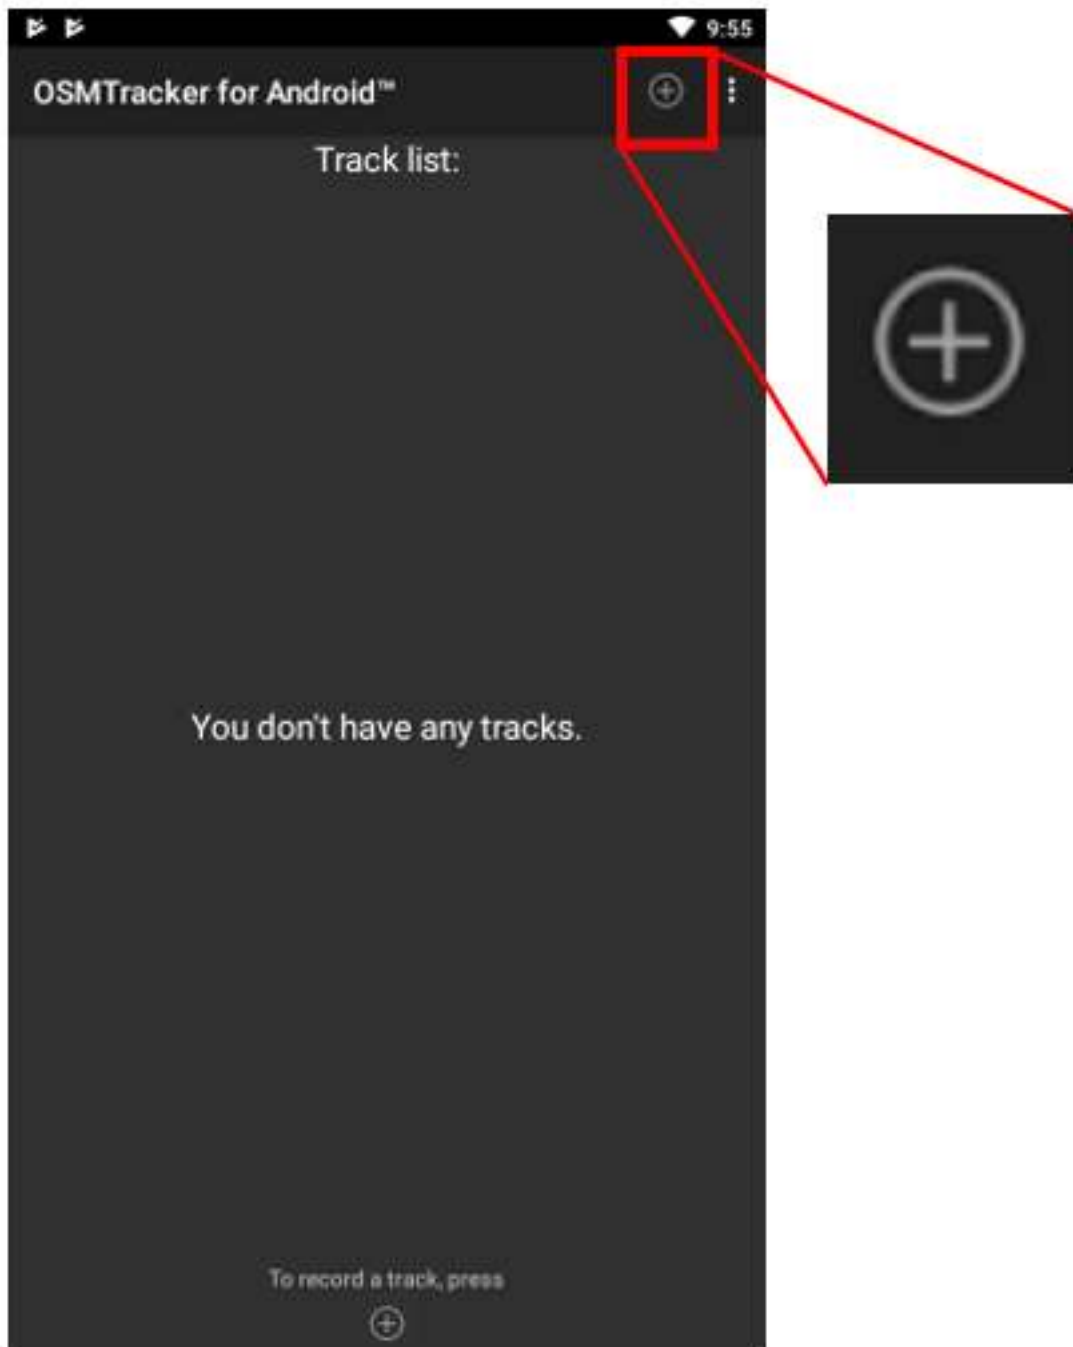 9:55
OSMTracker for Android™
Track list:
You don't have any tracks.
To record a track, press